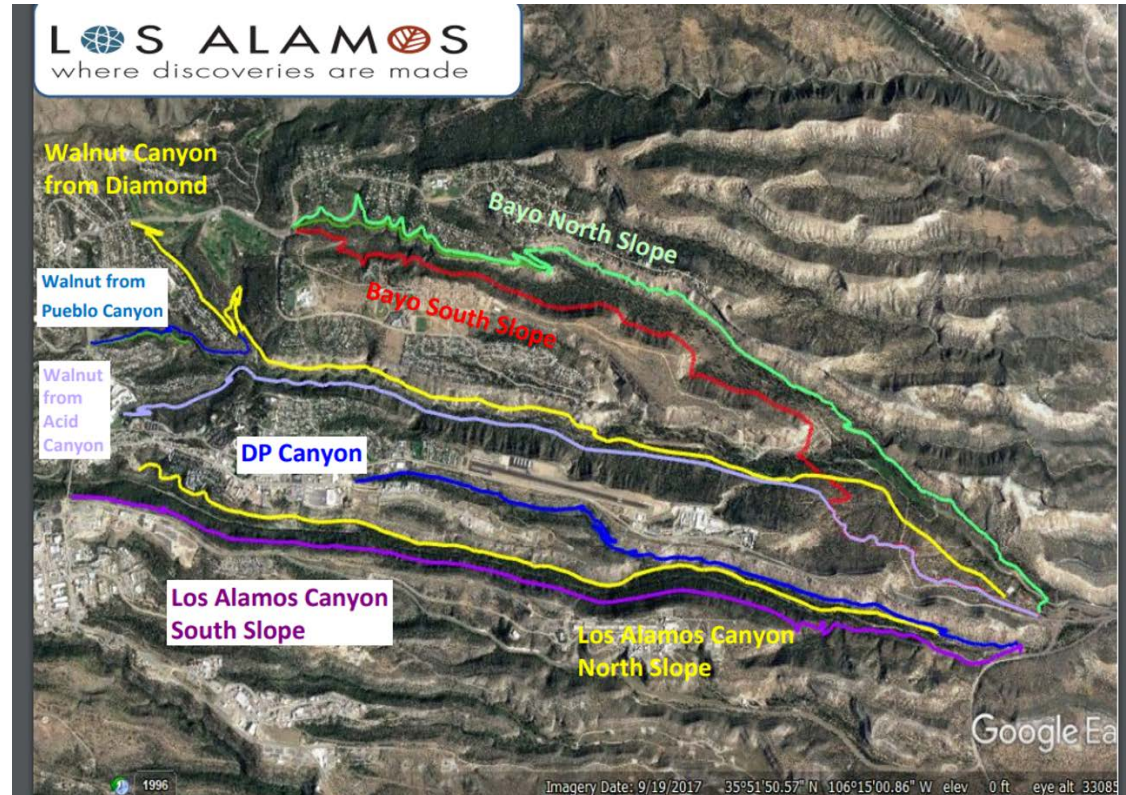 LOS ALAMOS
where discoveries are made
Walnut Canyon
from Diamond
Bayo North Slope
Walnut from
Pueblo Canyon
Bayo South Slope
Walnut
from
Acid
Canyon
DP Canyon
Los Alamos Canyon
South Slope
Los Alamos Canyon
North Slope
Google Ea
1996
Imagery Date: 9/19/2017 35°51'50.57" N 106°15'00.86" W elev 0 ft eye alt 33085